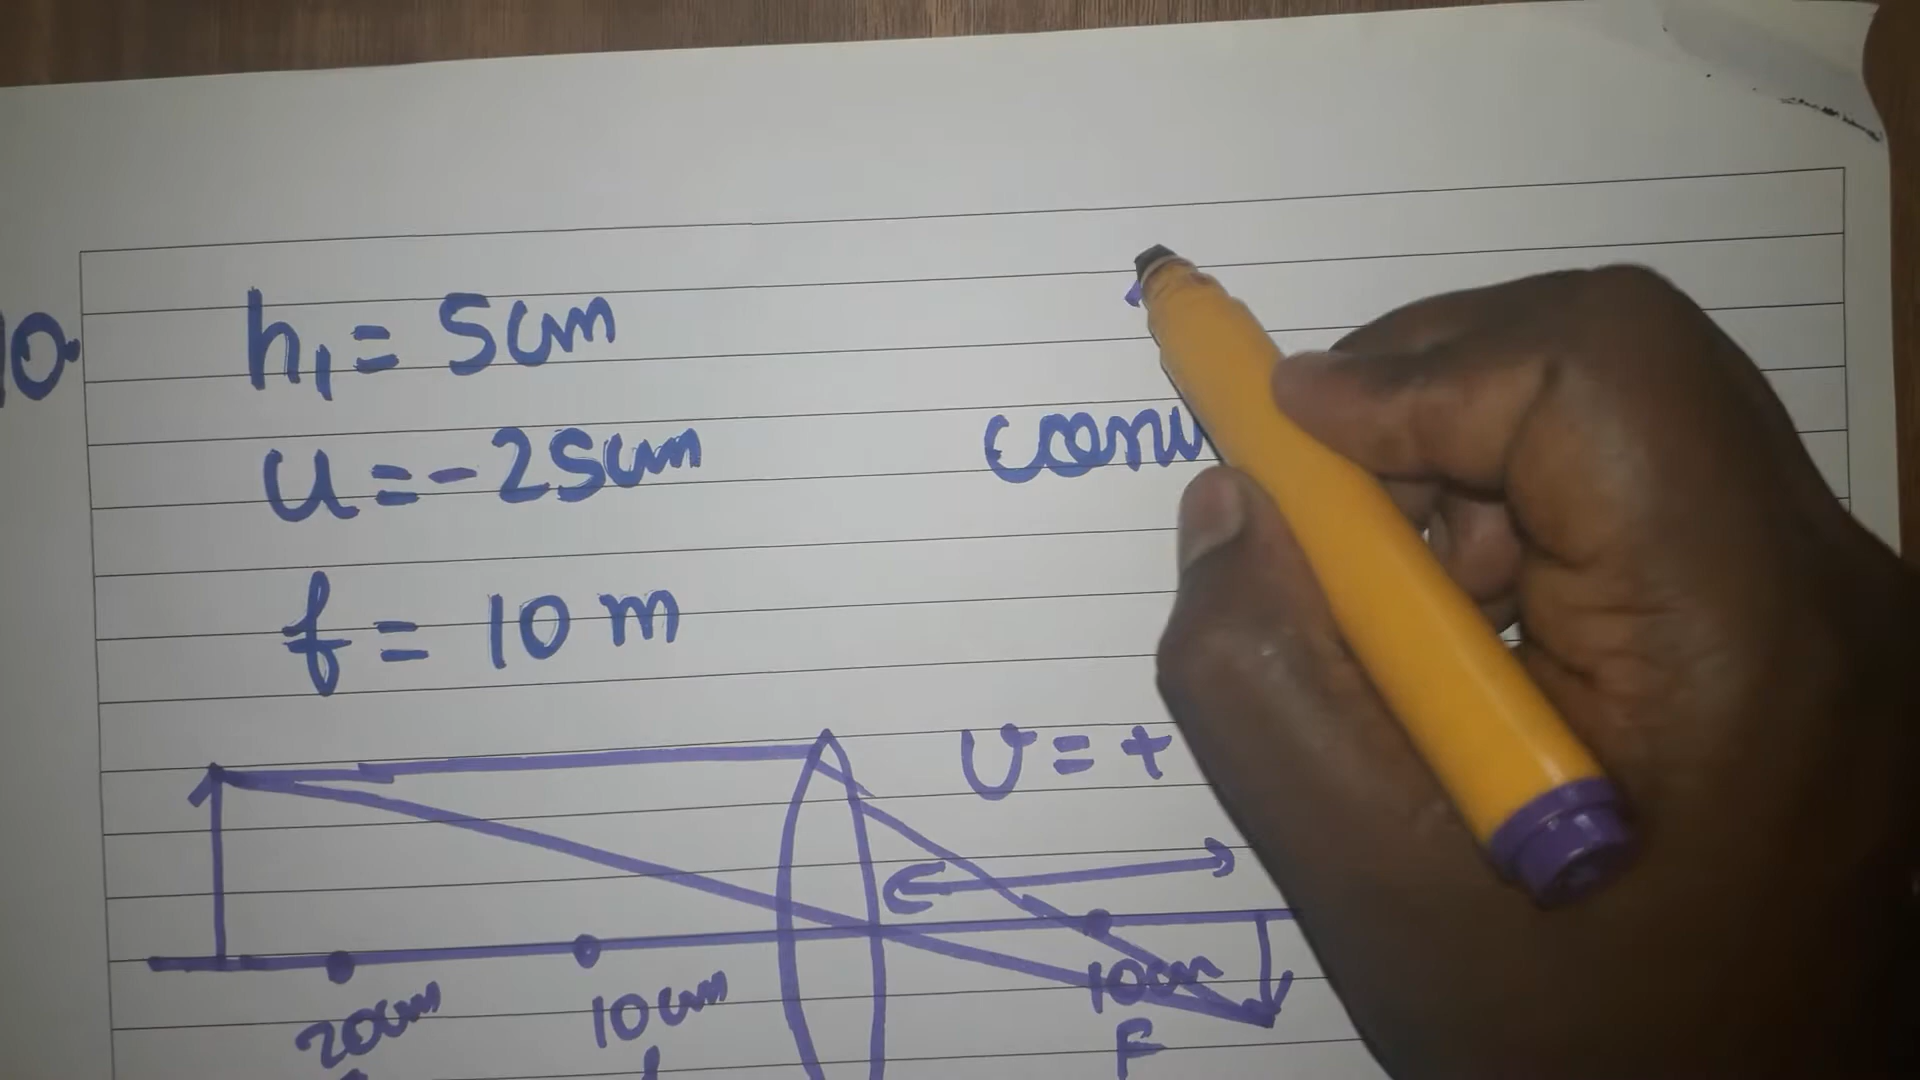 10.
h₁ = 5cm
u = -25cm
f = 10 m
v = +
20cm
10cm
10cm
F